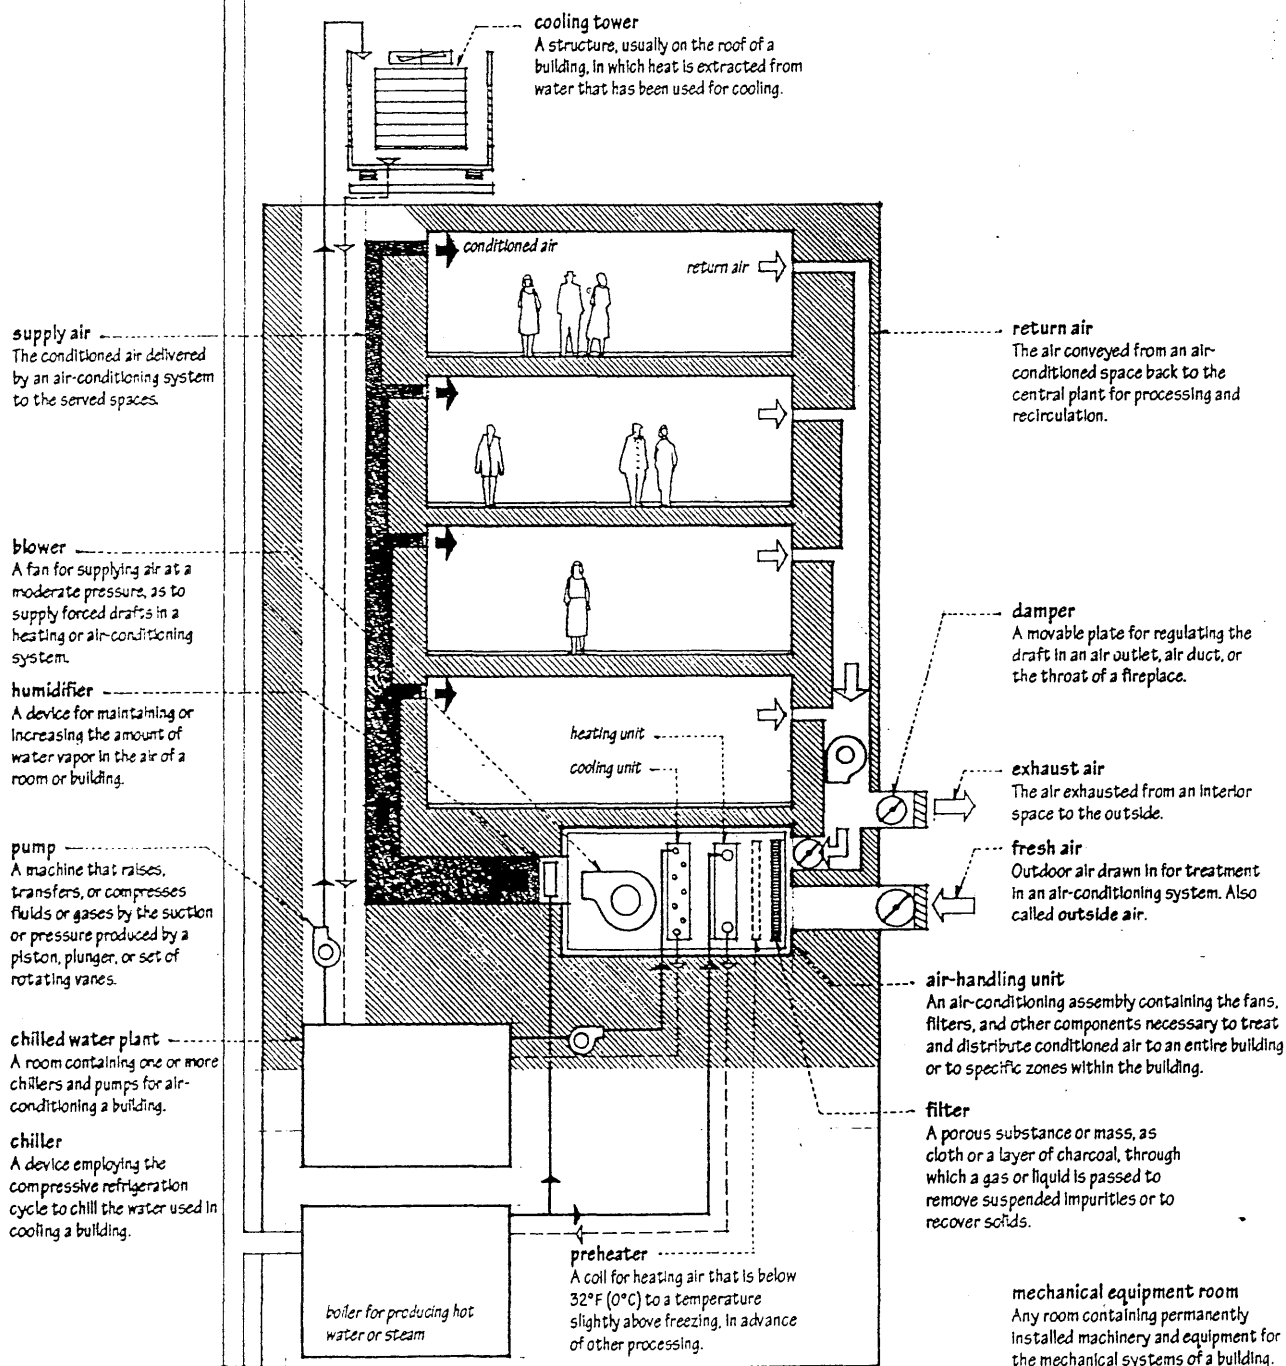 cooling tower
A structure, usually on the roof of a
building, in which heat is extracted from
water that has been used for cooling.
conditioned air
return air
supply air
The conditioned air delivered
by an air-conditioning system
to the served spaces.
return air
The air conveyed from an air-
conditioned space back to the
central plant for processing and
recirculation.
blower
A fan for supplying air at a
moderate pressure, as to
supply forced drafts in a
heating or air-conditioning
system.
damper
A movable plate for regulating the
draft in an air outlet, air duct, or
the throat of a fireplace.
humidifier
A device for maintaining or
increasing the amount of
water vapor in the air of a
room or building.
heating unit
cooling unit
exhaust air
The air exhausted from an interior
space to the outside.
pump
A machine that raises,
transfers, or compresses
fluids or gases by the suction
or pressure produced by a
piston, plunger, or set of
rotating vanes.
fresh air
Outdoor air drawn in for treatment
in an air-conditioning system. Also
called outside air.
air-handling unit
An air-conditioning assembly containing the fans,
filters, and other components necessary to treat
and distribute conditioned air to an entire building
or to specific zones within the building.
chilled water plant
A room containing one or more
chillers and pumps for air-
conditioning a building.
filter
A porous substance or mass, as
cloth or a layer of charcoal, through
which a gas or liquid is passed to
remove suspended impurities or to
recover solids.
chiller
A device employing the
compressive refrigeration
cycle to chill the water used in
cooling a building.
preheater
A coil for heating air that is below
32°F (0°C) to a temperature
slightly above freezing, in advance
of other processing.
boiler for producing hot
water or steam
mechanical equipment room
Any room containing permanently
installed machinery and equipment for
the mechanical systems of a building.